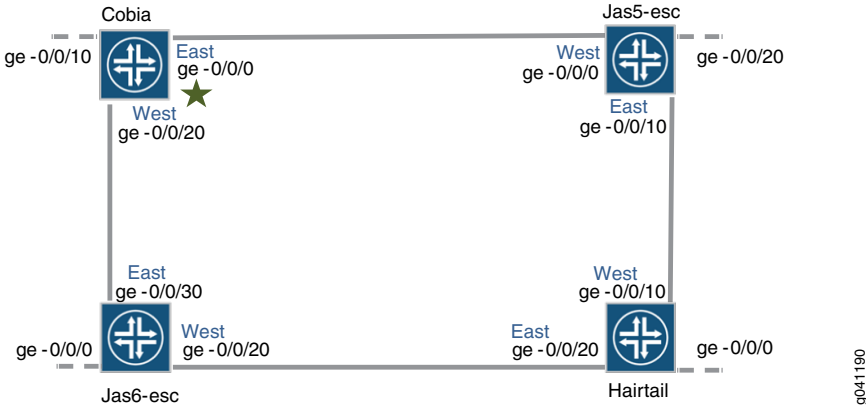 Cobia
Jas5-esc
ge -0/0/10
East
ge -0/0/0
West
ge -0/0/0
ge -0/0/20
West
ge -0/0/20
East
ge -0/0/10
East
ge -0/0/30
West
ge -0/0/10
ge -0/0/0
West
ge -0/0/20
East
ge -0/0/20
ge -0/0/0
Jas6-esc
Hairtail
g041190